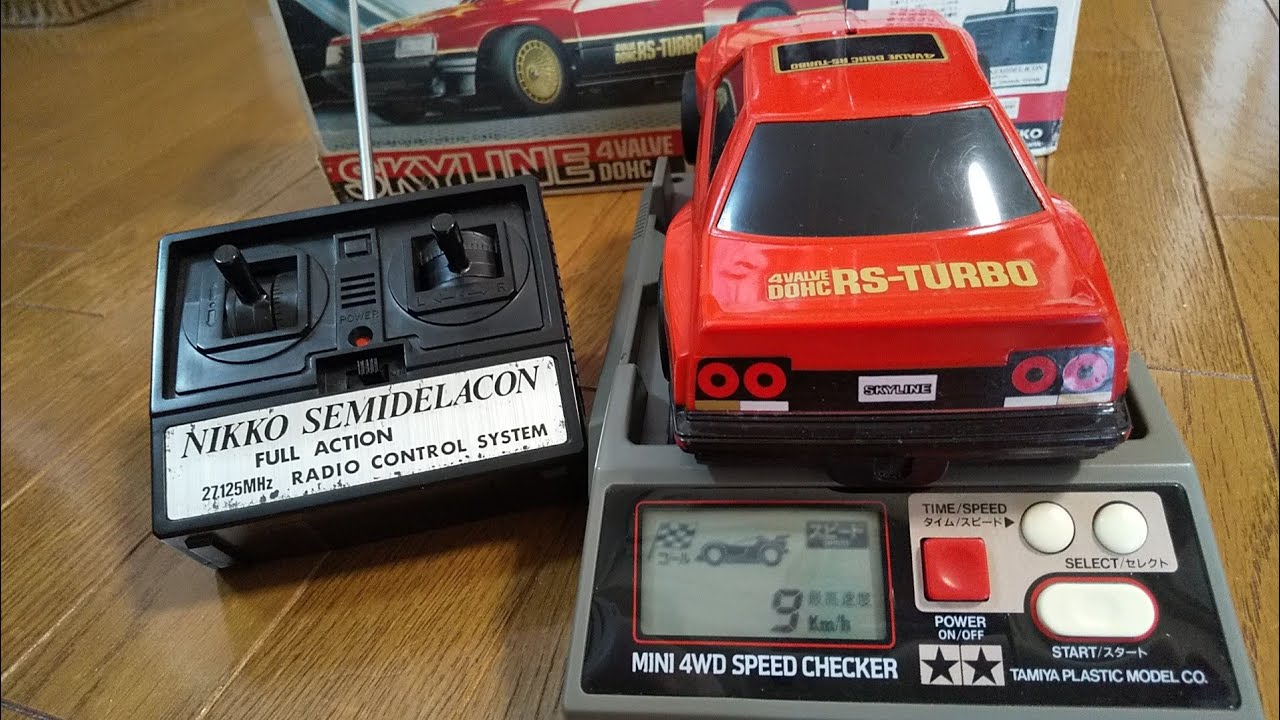 4VALVE
DOHC RS-TURBO
SKYLINE 4VALVE
DOHC
4VALVE DOHC RS-TURBO
4VALVE
DOHC RS-TURBO
SKYLINE
L R
POWER
NIKKO SEMIDELACON
FULL ACTION
27.125MHz RADIO CONTROL SYSTEM
ゴール
スピード
9 最高速度
Km/h
MINI 4WD SPEED CHECKER
TIME/SPEED
タイム/スピード▶
SELECT/セレクト
POWER
ON/OFF
START/スタート
TAMIYA PLASTIC MODEL CO.